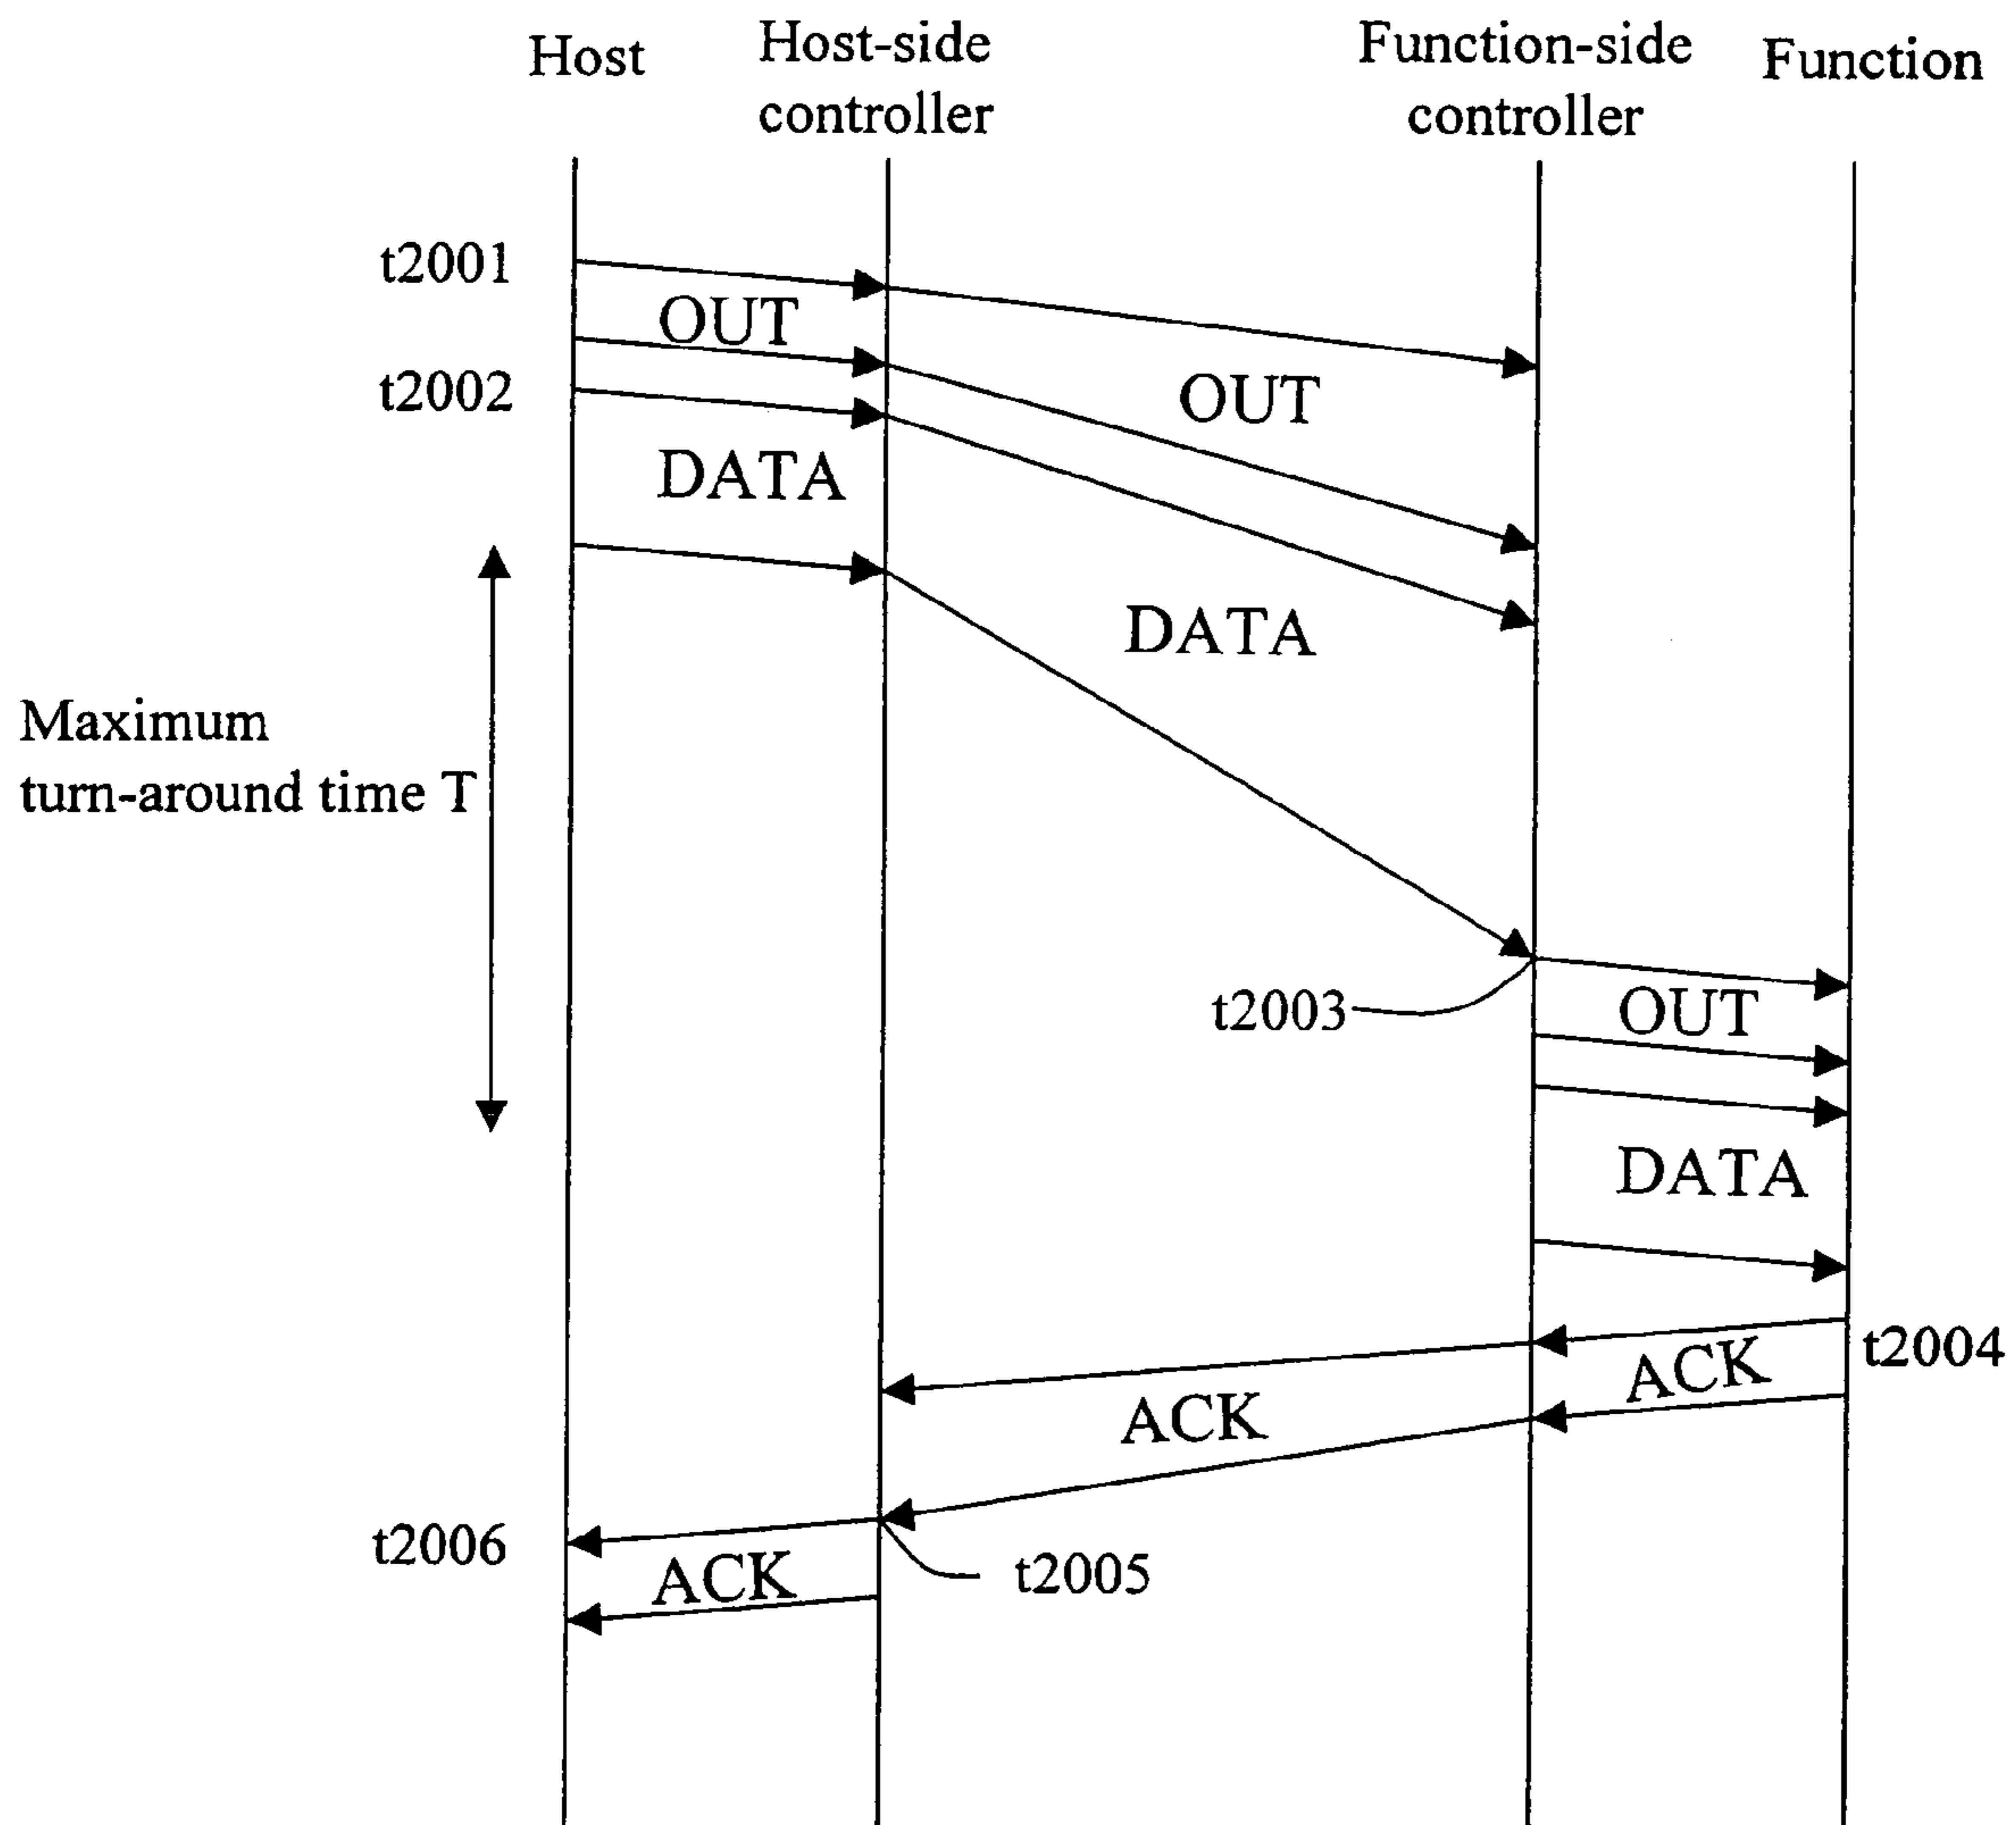 Host
Host-side
controller
Function-side
controller
Function
t2001
OUT
t2002
OUT
DATA
DATA
Maximum
turn-around time T
t2003
OUT
DATA
t2004
ACK
ACK
t2006
ACK
t2005